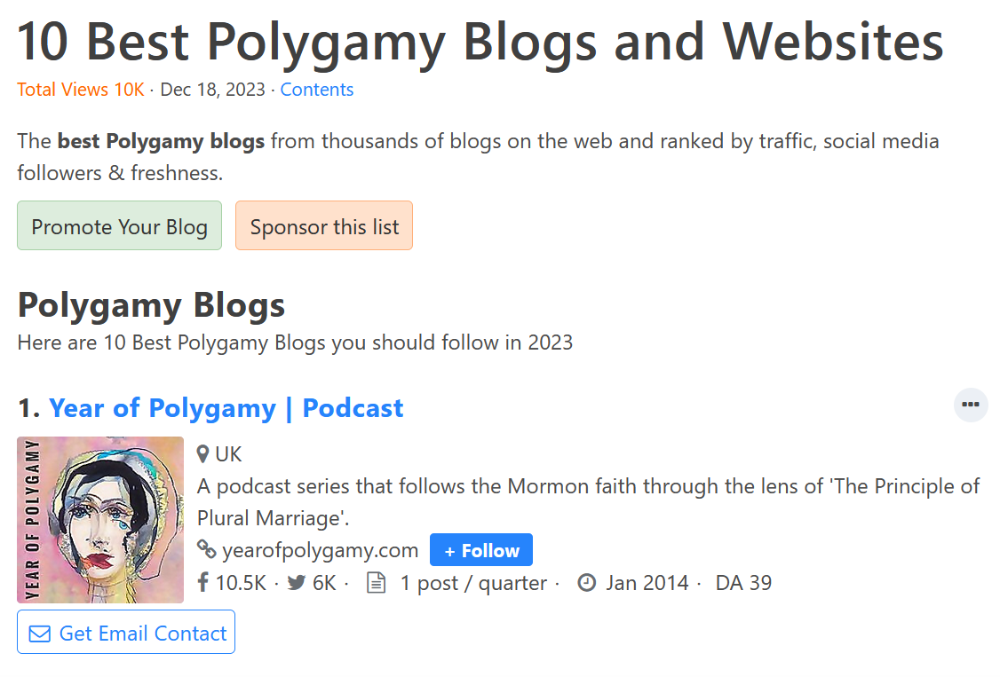 10 Best Polygamy Blogs and Websites
Total Views 10K · Dec 18, 2023 · Contents
The best Polygamy blogs from thousands of blogs on the web and ranked by traffic, social media
followers & freshness.
Promote Your Blog Sponsor this list
Polygamy Blogs
Here are 10 Best Polygamy Blogs you should follow in 2023
1. Year of Polygamy | Podcast
YEAR OF POLYGAMY
UK
A podcast series that follows the Mormon faith through the lens of 'The Principle of
Plural Marriage'.
yearofpolygamy.com + Follow
10.5K · 6K · 1 post / quarter · Jan 2014 · DA 39
Get Email Contact